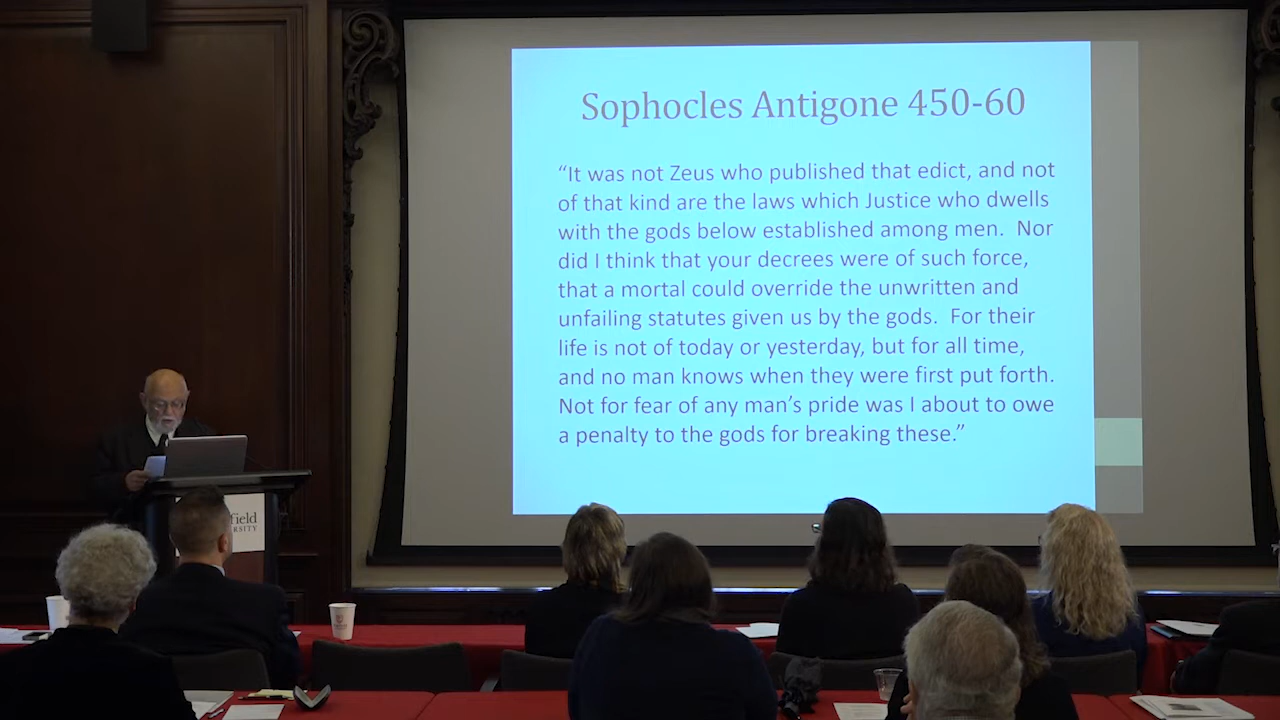 Sophocles Antigone 450-60
“It was not Zeus who published that edict, and not
of that kind are the laws which Justice who dwells
with the gods below established among men.  Nor
did I think that your decrees were of such force,
that a mortal could override the unwritten and
unfailing statutes given us by the gods.  For their
life is not of today or yesterday, but for all time,
and no man knows when they were first put forth.
Not for fear of any man’s pride was I about to owe
a penalty to the gods for breaking these.”
field
RSITY